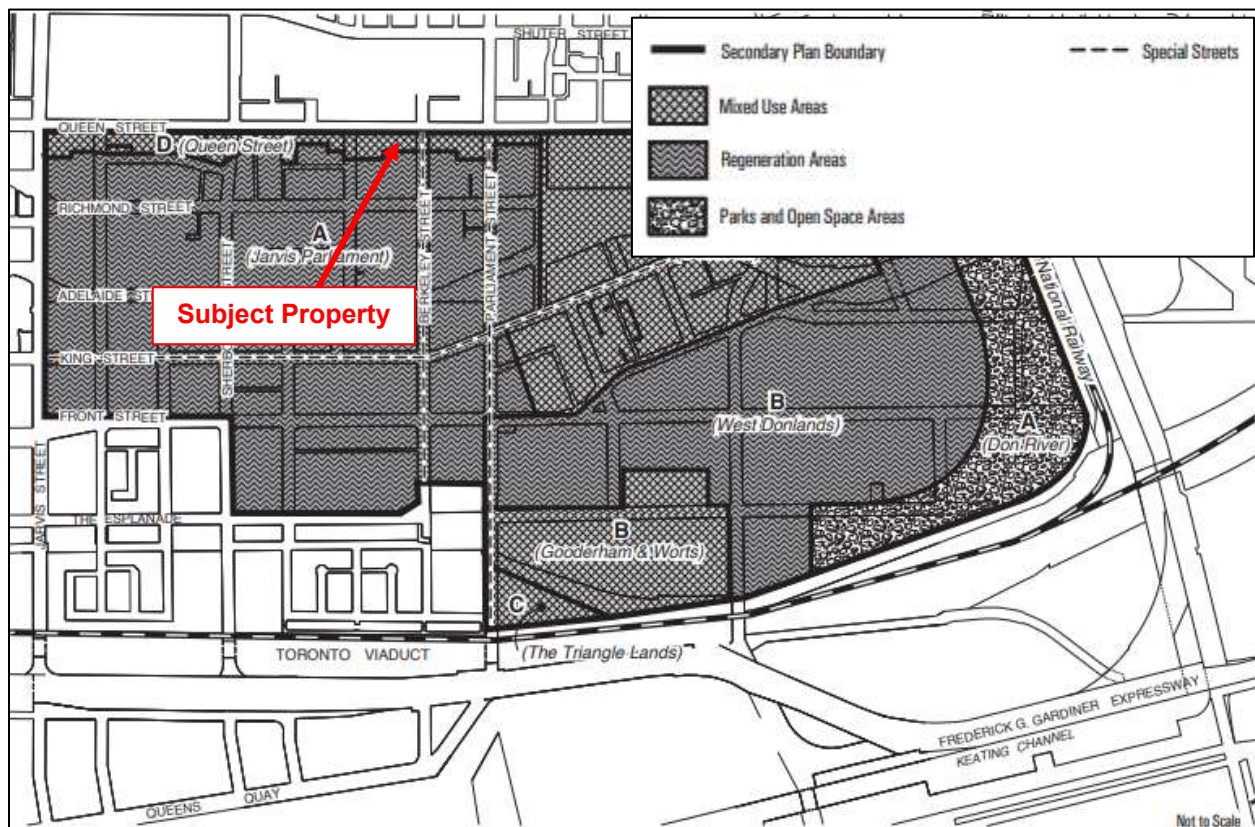 SHUTER STREET
Secondary Plan Boundary
Special Streets
Mixed Use Areas
Regeneration Areas
Parks and Open Space Areas
QUEEN STREET
D (Queen Street)
RICHMOND STREET
A
(Jarvis Parliament)
BERKELEY STREET
PARLIAMENT STREET
ADELAIDE
Subject Property
KING STREET
STREET
FRONT STREET
JARVIS STREET
THE ESPLANADE
National Railway
B
(West Donlands)
A
(Don River)
B
(Gooderham & Worts)
C
(The Triangle Lands)
TORONTO VIADUCT
FREDERICK G. GARDINER EXPRESSWAY
KEATING CHANNEL
QUEENS QUAY
Not to Scale